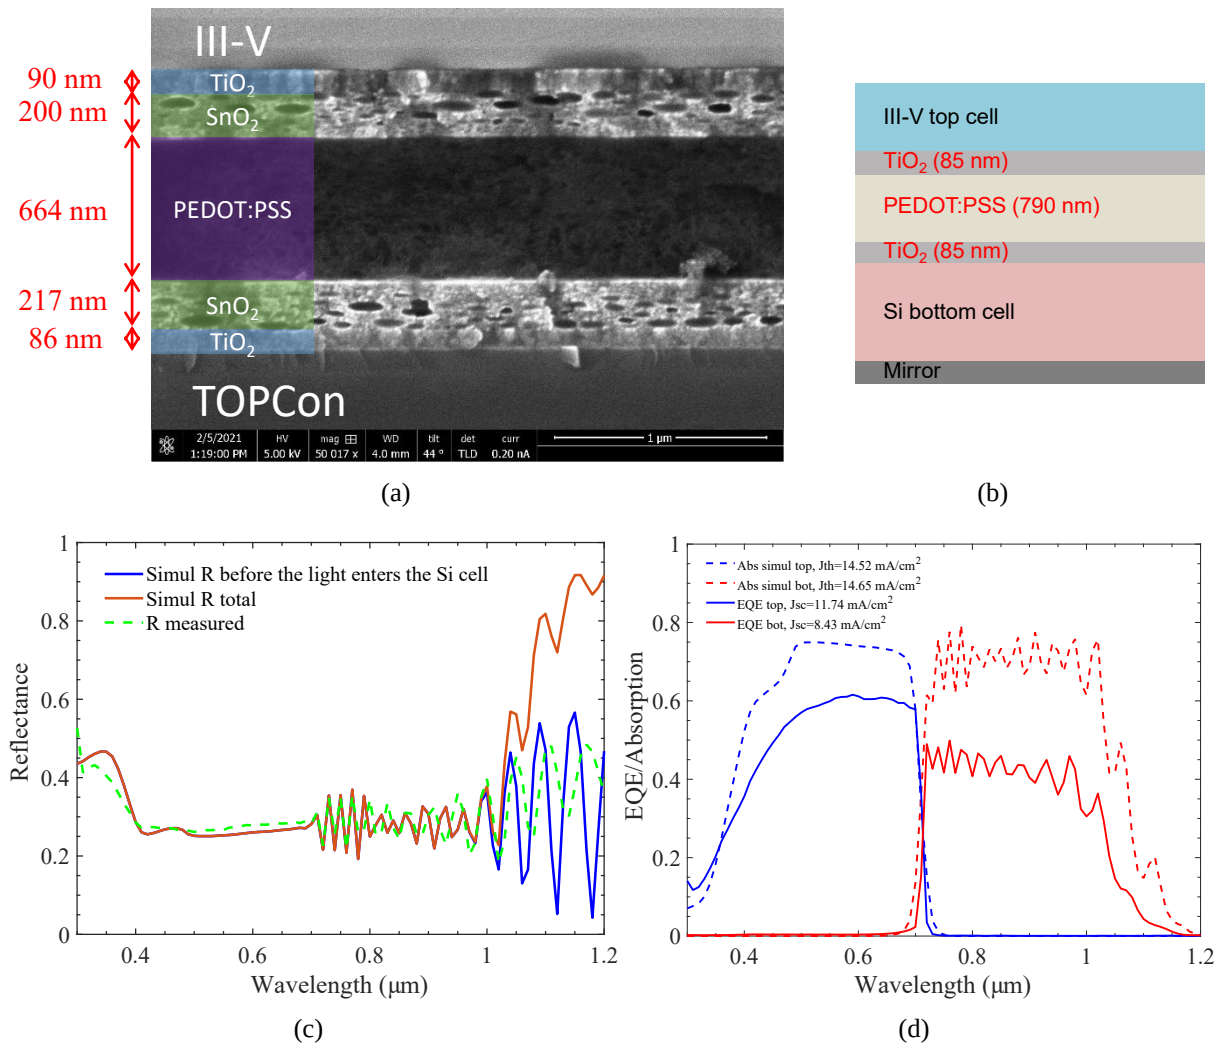 III-V
90 nm
TiO2
200 nm
SnO2
664 nm
PEDOT:PSS
217 nm
SnO2
86 nm
TiO2
TOPCon
2/5/2021
1:19:00 PM
HV
5.00 kV
mag
50 017 x
WD
4.0 mm
tilt
44 °
det
TLD
curr
0.20 nA
1 µm
(a)
III-V top cell
TiO2 (85 nm)
PEDOT:PSS (790 nm)
TiO2 (85 nm)
Si bottom cell
Mirror
(b)
1
0.8
0.6
0.4
0.2
0
Reflectance
Simul R before the light enters the Si cell
Simul R total
R measured
0.4
0.6
0.8
1
1.2
Wavelength (µm)
(c)
1
0.8
0.6
0.4
0.2
0
EQE/Absorption
Abs simul top, Jth=14.52 mA/cm2
Abs simul bot, Jth=14.65 mA/cm2
EQE top, Jsc=11.74 mA/cm2
EQE bot, Jsc=8.43 mA/cm2
0.4
0.6
0.8
1
1.2
Wavelength (µm)
(d)